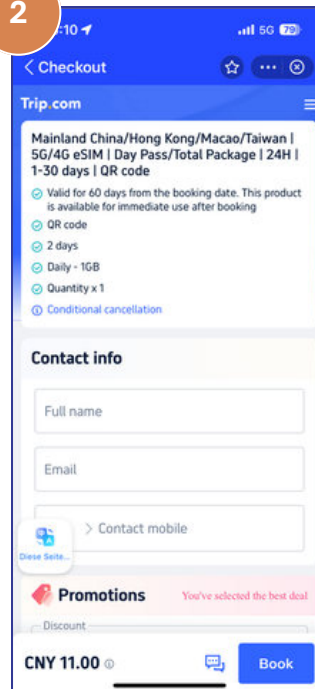 2
:10
5G 79
Checkout
Trip.com
Mainland China/Hong Kong/Macao/Taiwan |
5G/4G eSIM | Day Pass/Total Package | 24H |
1-30 days | QR code
Valid for 60 days from the booking date. This product
is available for immediate use after booking
QR code
2 days
Daily - 1GB
Quantity x 1
Conditional cancellation
Contact info
Full name
Email
Contact mobile
Diese Seite...
Promotions
You've selected the best deal
Discount
CNY 11.00
Book